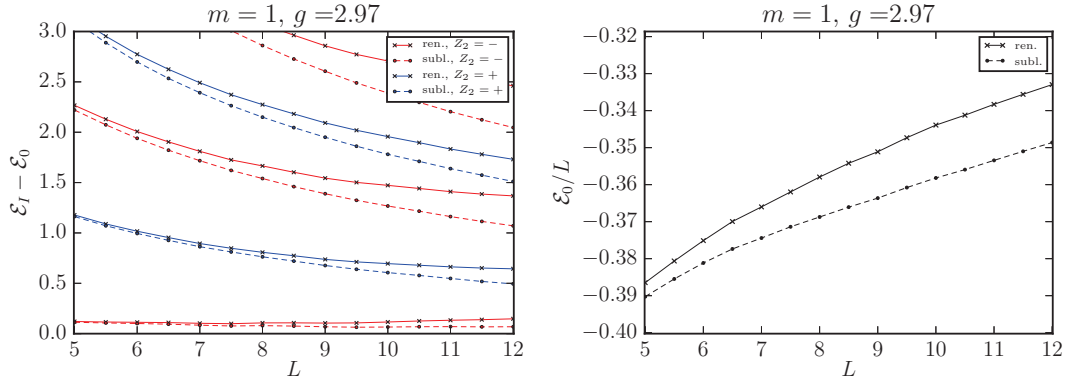 m = 1, g =2.97
3.0
2.5
2.0
1.5
1.0
0.5
0.0
5 6 7 8 9 10 11 12
L
ℰ_I − ℰ_0
ren., Z_2 = −
subl., Z_2 = −
ren., Z_2 = +
subl., Z_2 = +
m = 1, g =2.97
−0.32
−0.33
−0.34
−0.35
−0.36
−0.37
−0.38
−0.39
−0.40
5 6 7 8 9 10 11 12
L
ℰ_0/L
ren.
subl.